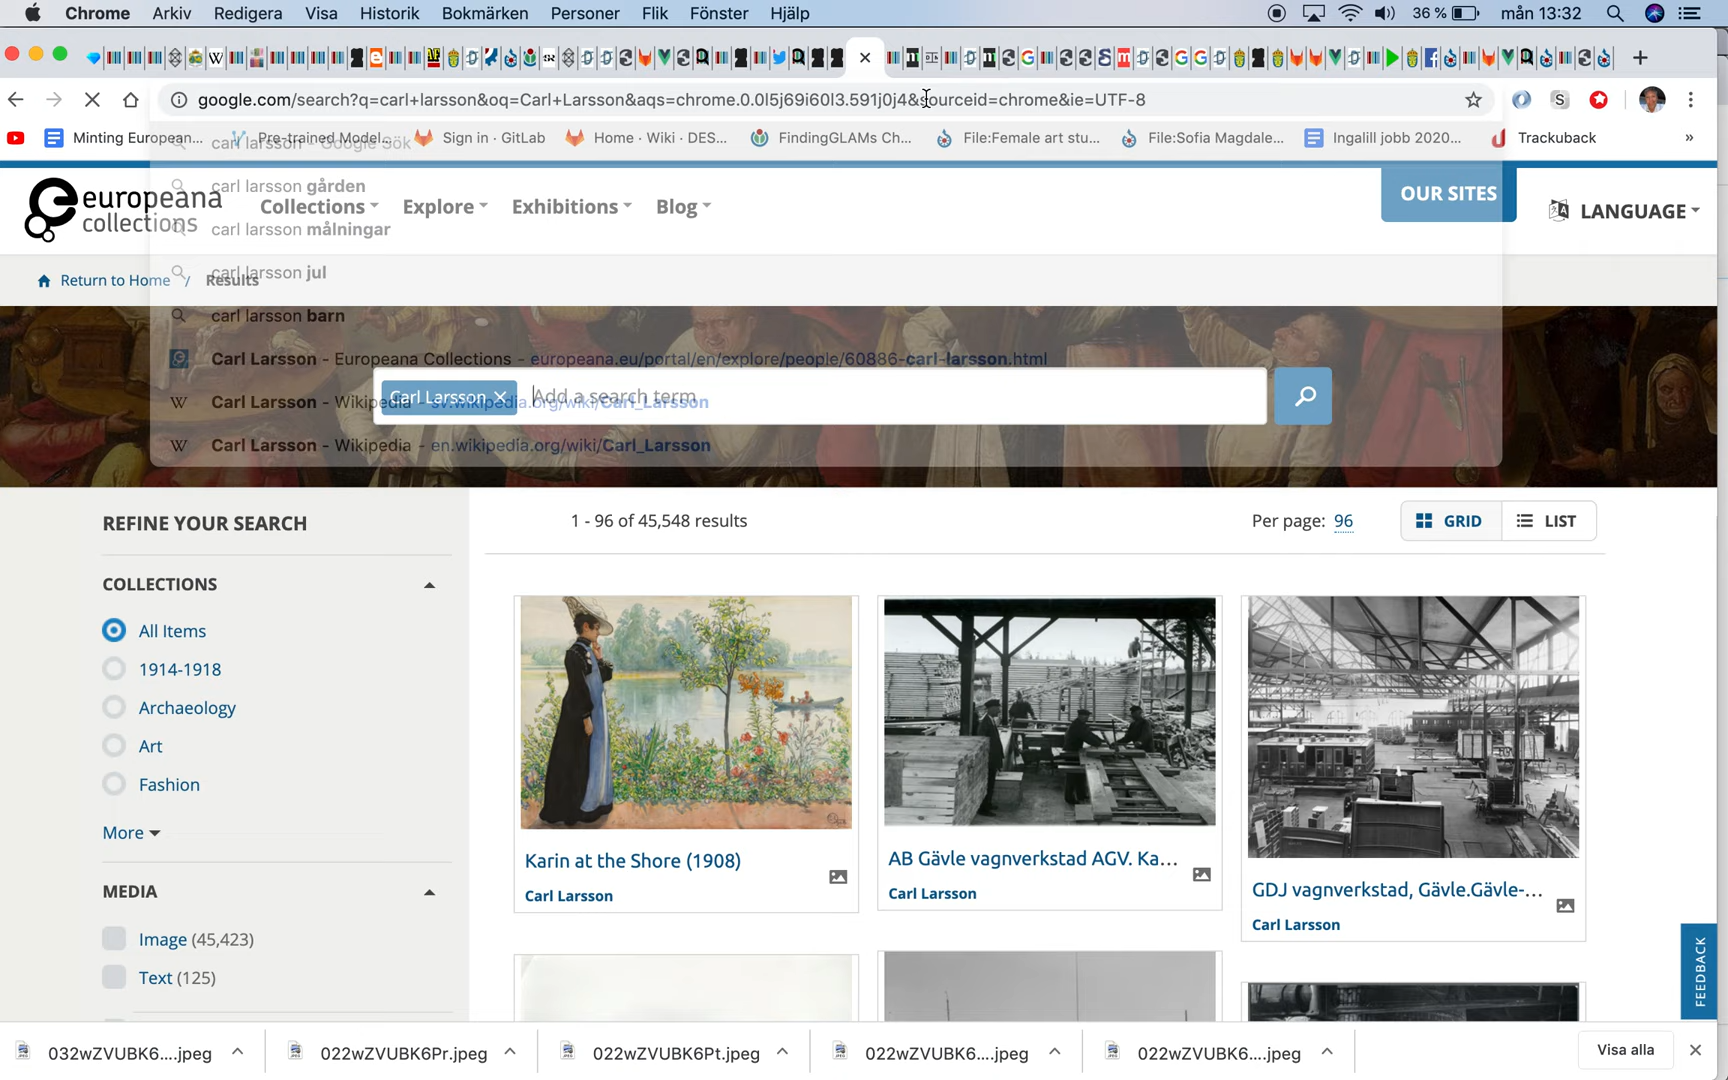 Chrome Arkiv Redigera Visa Historik Bokmärken Personer Flik Fönster Hjälp 36 % mån 13:32
google.com/search?q=carl+larsson&oq=Carl+Larsson&aqs=chrome.0.0l5j69i60l3.591j0j4&sourceid=chrome&ie=UTF-8
Minting European... Pre-trained Model... Sign in · GitLab Home · Wiki · DES... FindingGLAMs Ch... File:Female art stu... File:Sofia Magdale... Ingalill jobb 2020... Trackuback »
carl larsson - Google Sök
carl larsson gården
europeana
collections
Collections Explore Exhibitions Blog OUR SITES LANGUAGE
carl larsson målningar
carl larsson jul
Return to Home / Results
carl larsson barn
Carl Larsson - Europeana Collections - europeana.eu/portal/en/explore/people/60886-carl-larsson.html
Carl Larsson × Add a search term
Carl Larsson - Wikipedia - sv.wikipedia.org/wiki/Carl_Larsson
Carl Larsson - Wikipedia - en.wikipedia.org/wiki/Carl_Larsson
REFINE YOUR SEARCH
1 - 96 of 45,548 results Per page: 96 GRID LIST
COLLECTIONS
All Items
1914-1918
Archaeology
Art
Fashion
More
MEDIA
Image (45,423)
Text (125)
Karin at the Shore (1908)
Carl Larsson
AB Gävle vagnverkstad AGV. Ka...
Carl Larsson
GDJ vagnverkstad, Gävle.Gävle-...
Carl Larsson
FEEDBACK
032wZVUBK6....jpeg 022wZVUBK6Pr.jpeg 022wZVUBK6Pt.jpeg 022wZVUBK6....jpeg 022wZVUBK6....jpeg Visa alla